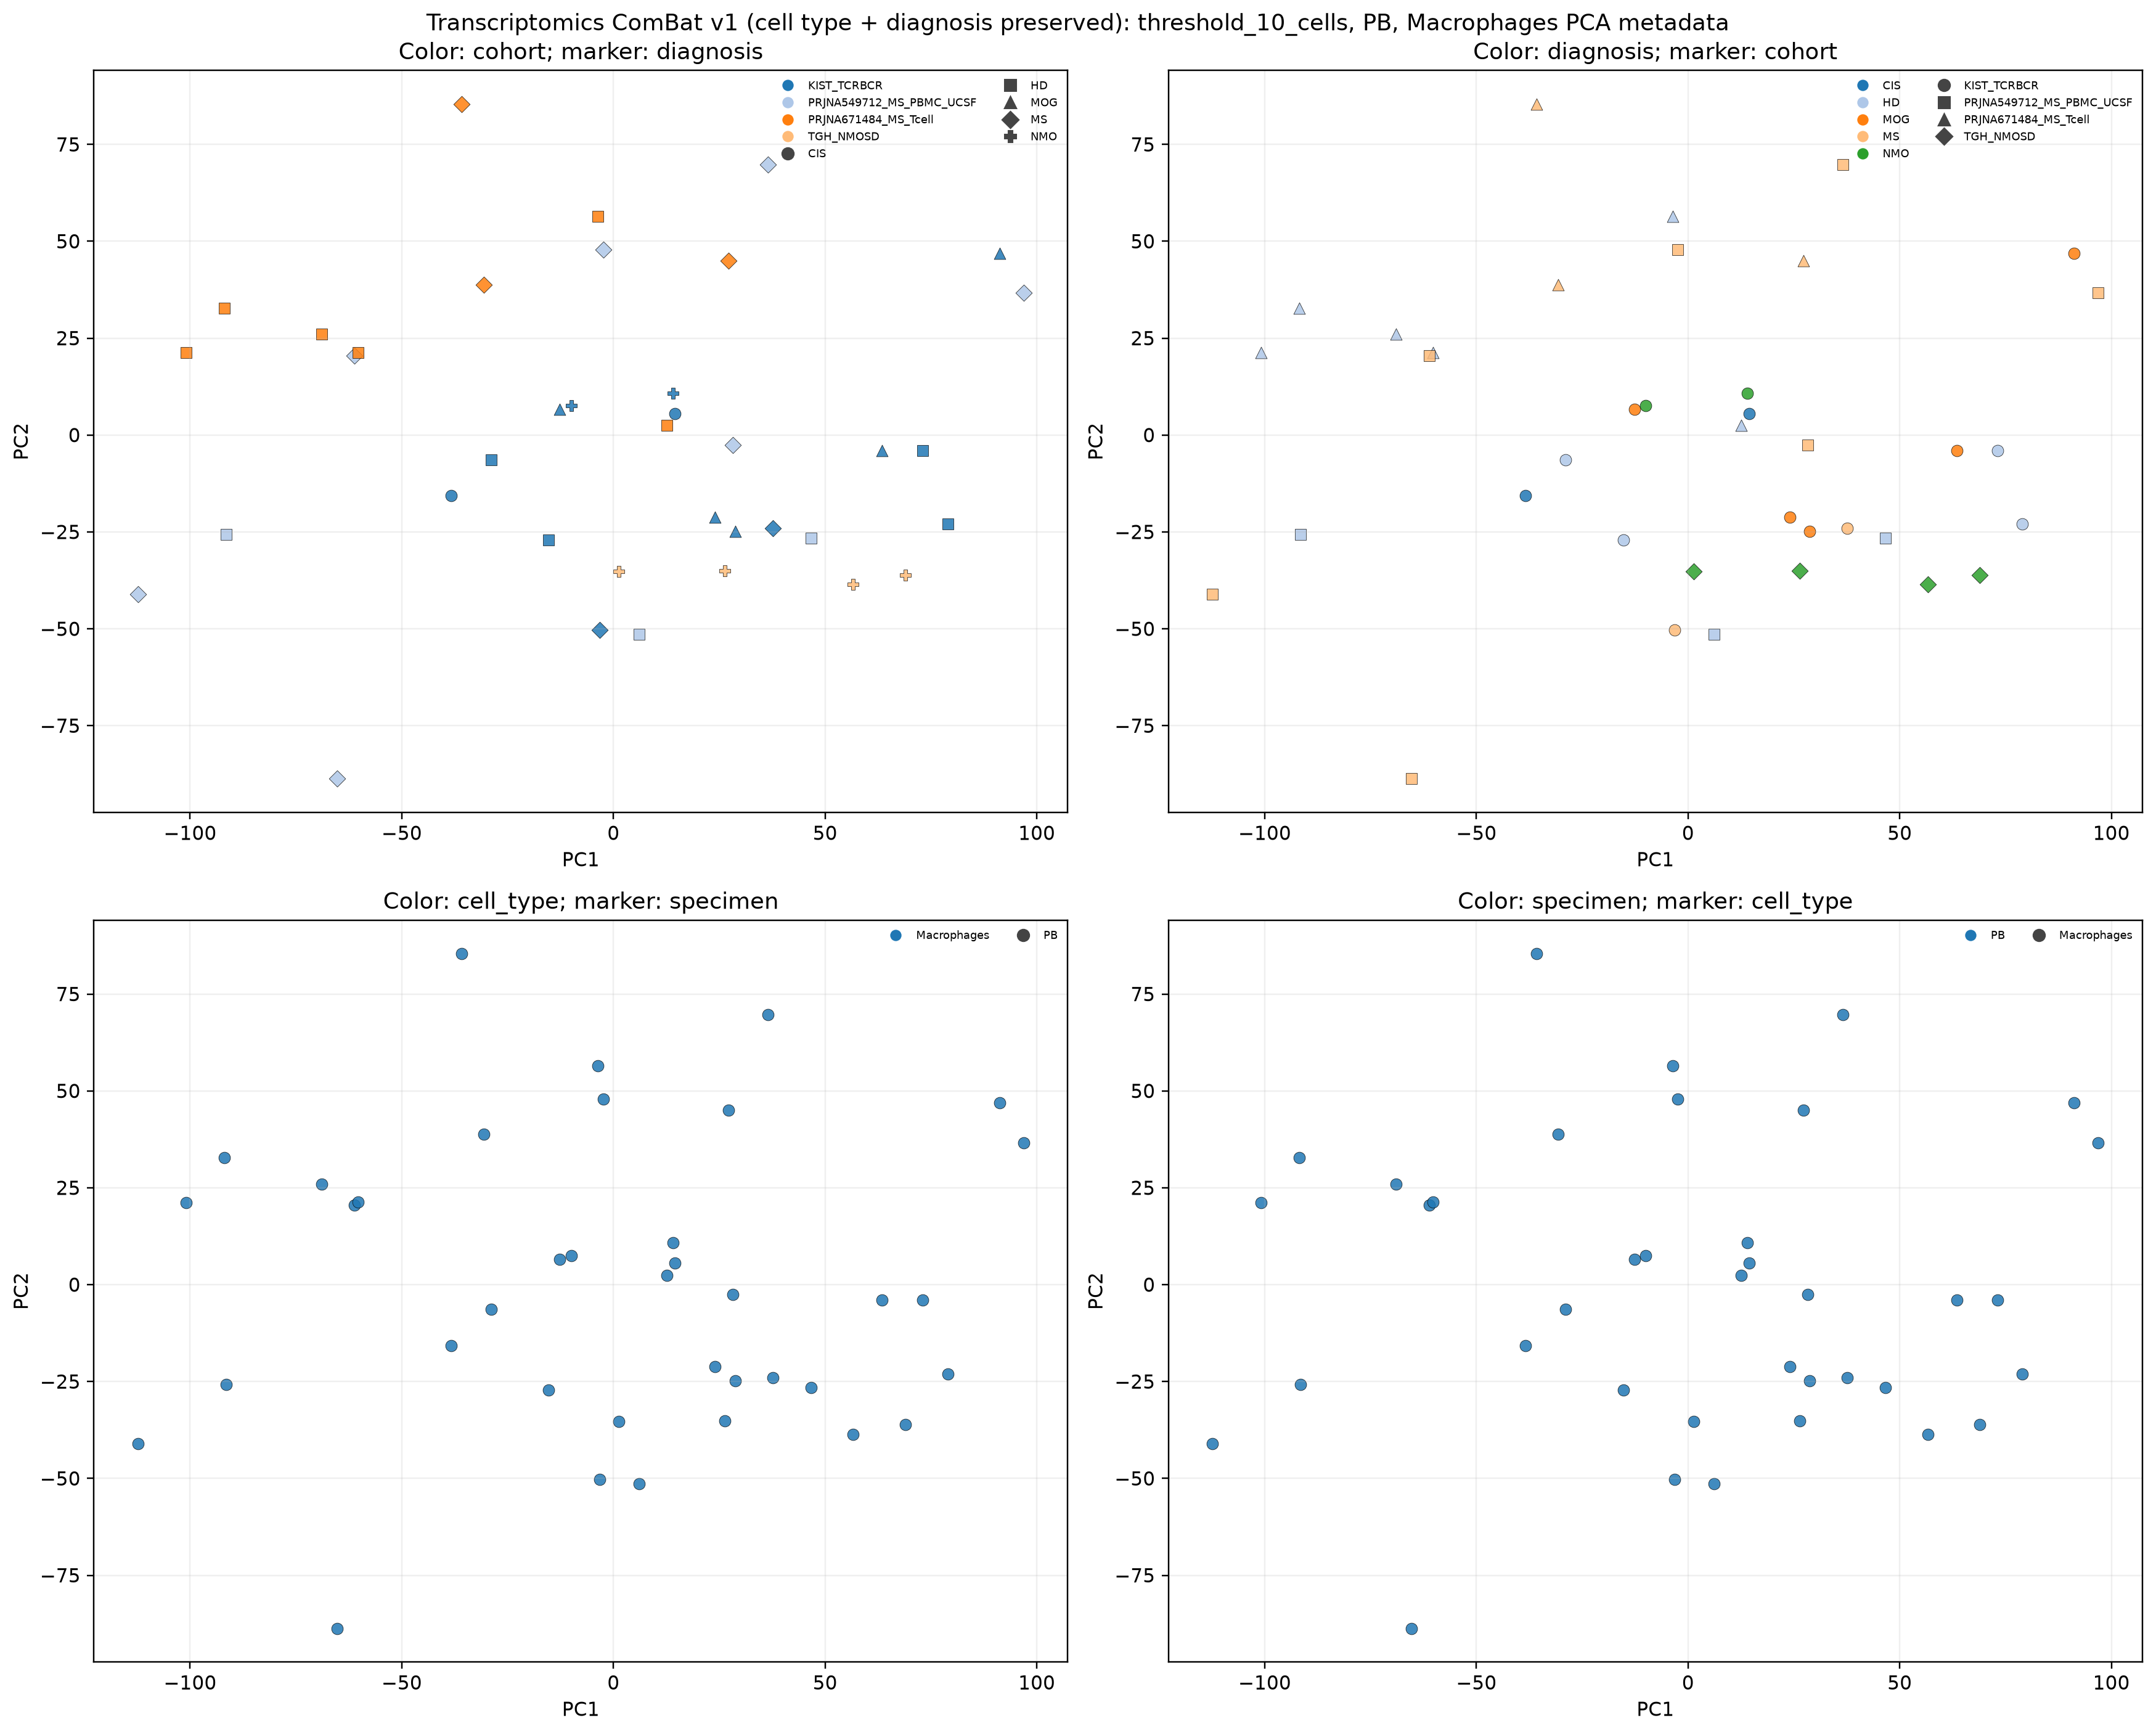 Transcriptomics ComBat v1 (cell type + diagnosis preserved): threshold_10_cells, PB, Macrophages PCA metadata
Color: cohort; marker: diagnosis
KIST_TCRBCR
PRJNA549712_MS_PBMC_UCSF
PRJNA671484_MS_Tcell
TGH_NMOSD
CIS
HD
MOG
MS
NMO
75
50
25
0
−25
−50
−75
PC2
−100
−50
0
50
100
PC1
Color: diagnosis; marker: cohort
CIS
HD
MOG
MS
NMO
KIST_TCRBCR
PRJNA549712_MS_PBMC_UCSF
PRJNA671484_MS_Tcell
TGH_NMOSD
75
50
25
0
−25
−50
−75
PC2
−100
−50
0
50
100
PC1
Color: cell_type; marker: specimen
Macrophages
PB
75
50
25
0
−25
−50
−75
PC2
−100
−50
0
50
100
PC1
Color: specimen; marker: cell_type
PB
Macrophages
75
50
25
0
−25
−50
−75
PC2
−100
−50
0
50
100
PC1